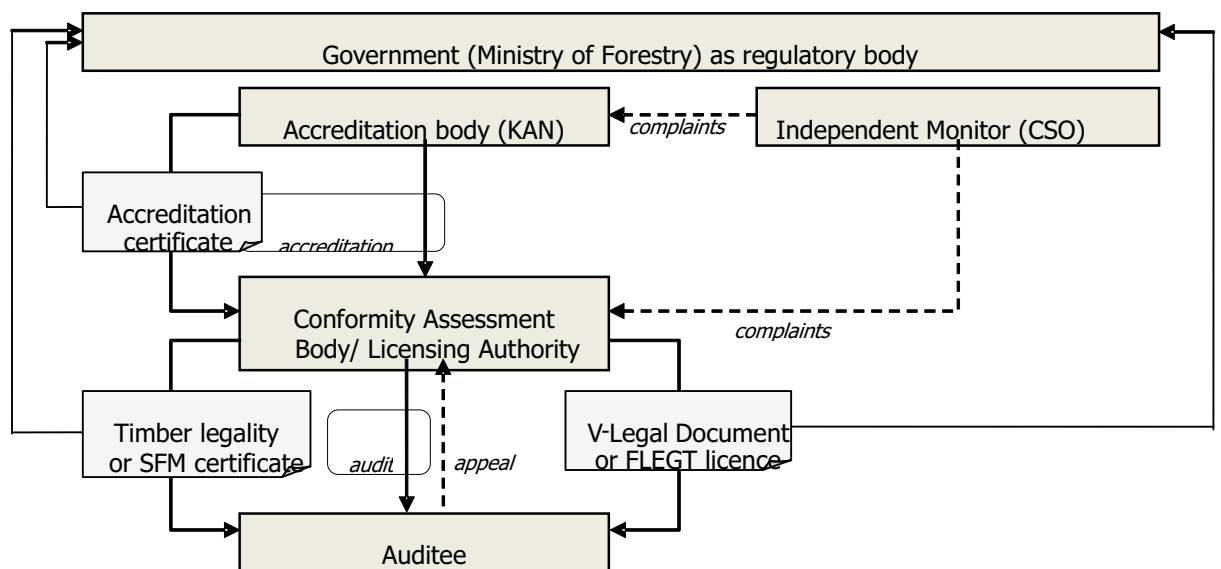 Government (Ministry of Forestry) as regulatory body
Accreditation body (KAN)
complaints
Independent Monitor (CSO)
Accreditation
certificate
accreditation
Conformity Assessment
Body/ Licensing Authority
complaints
Timber legality
or SFM certificate
audit
appeal
V-Legal Document
or FLEGT licence
Auditee